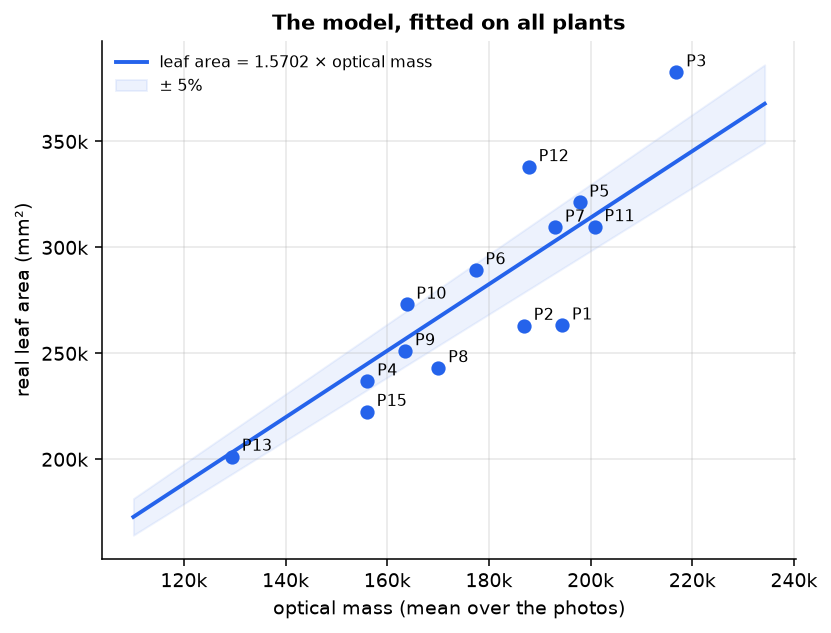 The model, fitted on all plants
leaf area = 1.5702 × optical mass
± 5%
P3
P12
P5
P7
P11
P6
P10
P2
P1
P9
P8
P4
P15
P13
350k
300k
250k
200k
real leaf area (mm²)
120k
140k
160k
180k
200k
220k
240k
optical mass (mean over the photos)